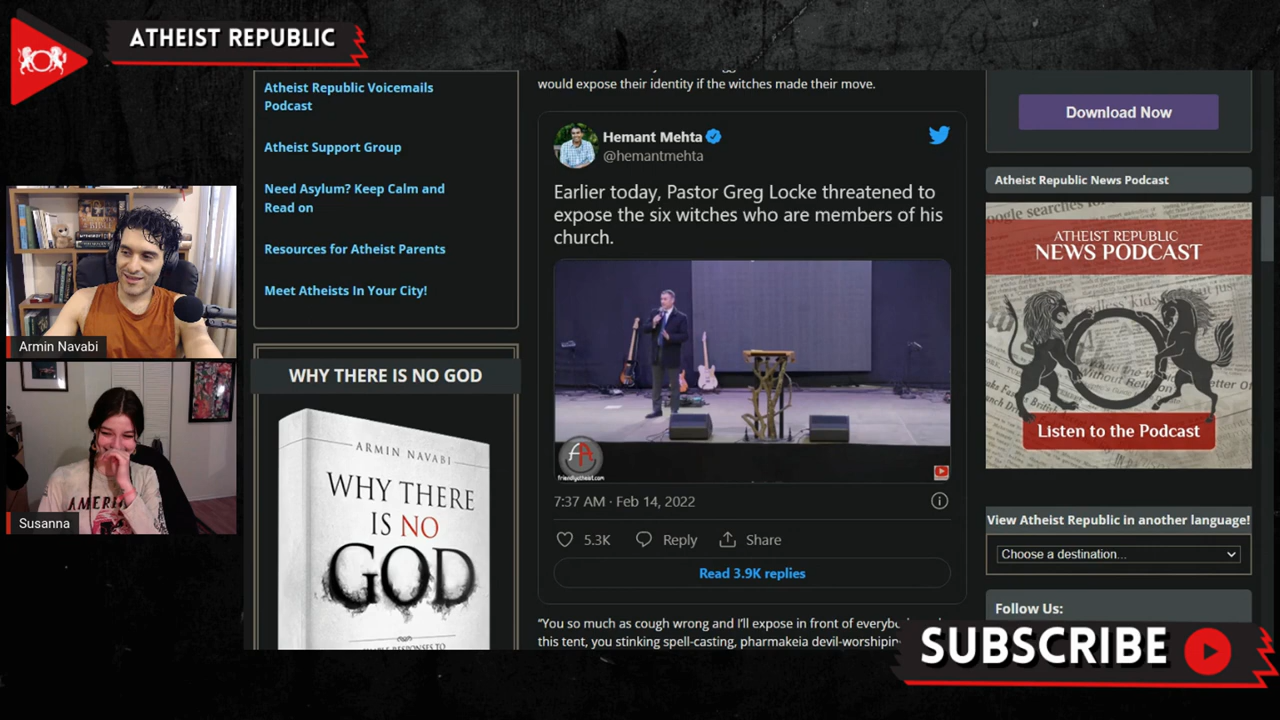 ATHEIST REPUBLIC
Atheist Republic Voicemails
Podcast
Atheist Support Group
Need Asylum? Keep Calm and
Read on
Resources for Atheist Parents
Meet Atheists In Your City!
WHY THERE IS NO GOD
ARMIN NAVABI
WHY THERE
IS NO
GOD
Armin Navabi
Susanna
would expose their identity if the witches made their move.
Hemant Mehta
@hemantmehta
Earlier today, Pastor Greg Locke threatened to
expose the six witches who are members of his
church.
friendlyatheist.com
7:37 AM · Feb 14, 2022
5.3K
Reply
Share
Read 3.9K replies
“You so much as cough wrong and I’ll expose in front of
this tent, you stinking spell-casting, pharmakeia
Download Now
Atheist Republic News Podcast
ATHEIST REPUBLIC
NEWS PODCAST
Listen to the Podcast
View Atheist Republic in another language!
Choose a destination...
Follow Us:
SUBSCRIBE